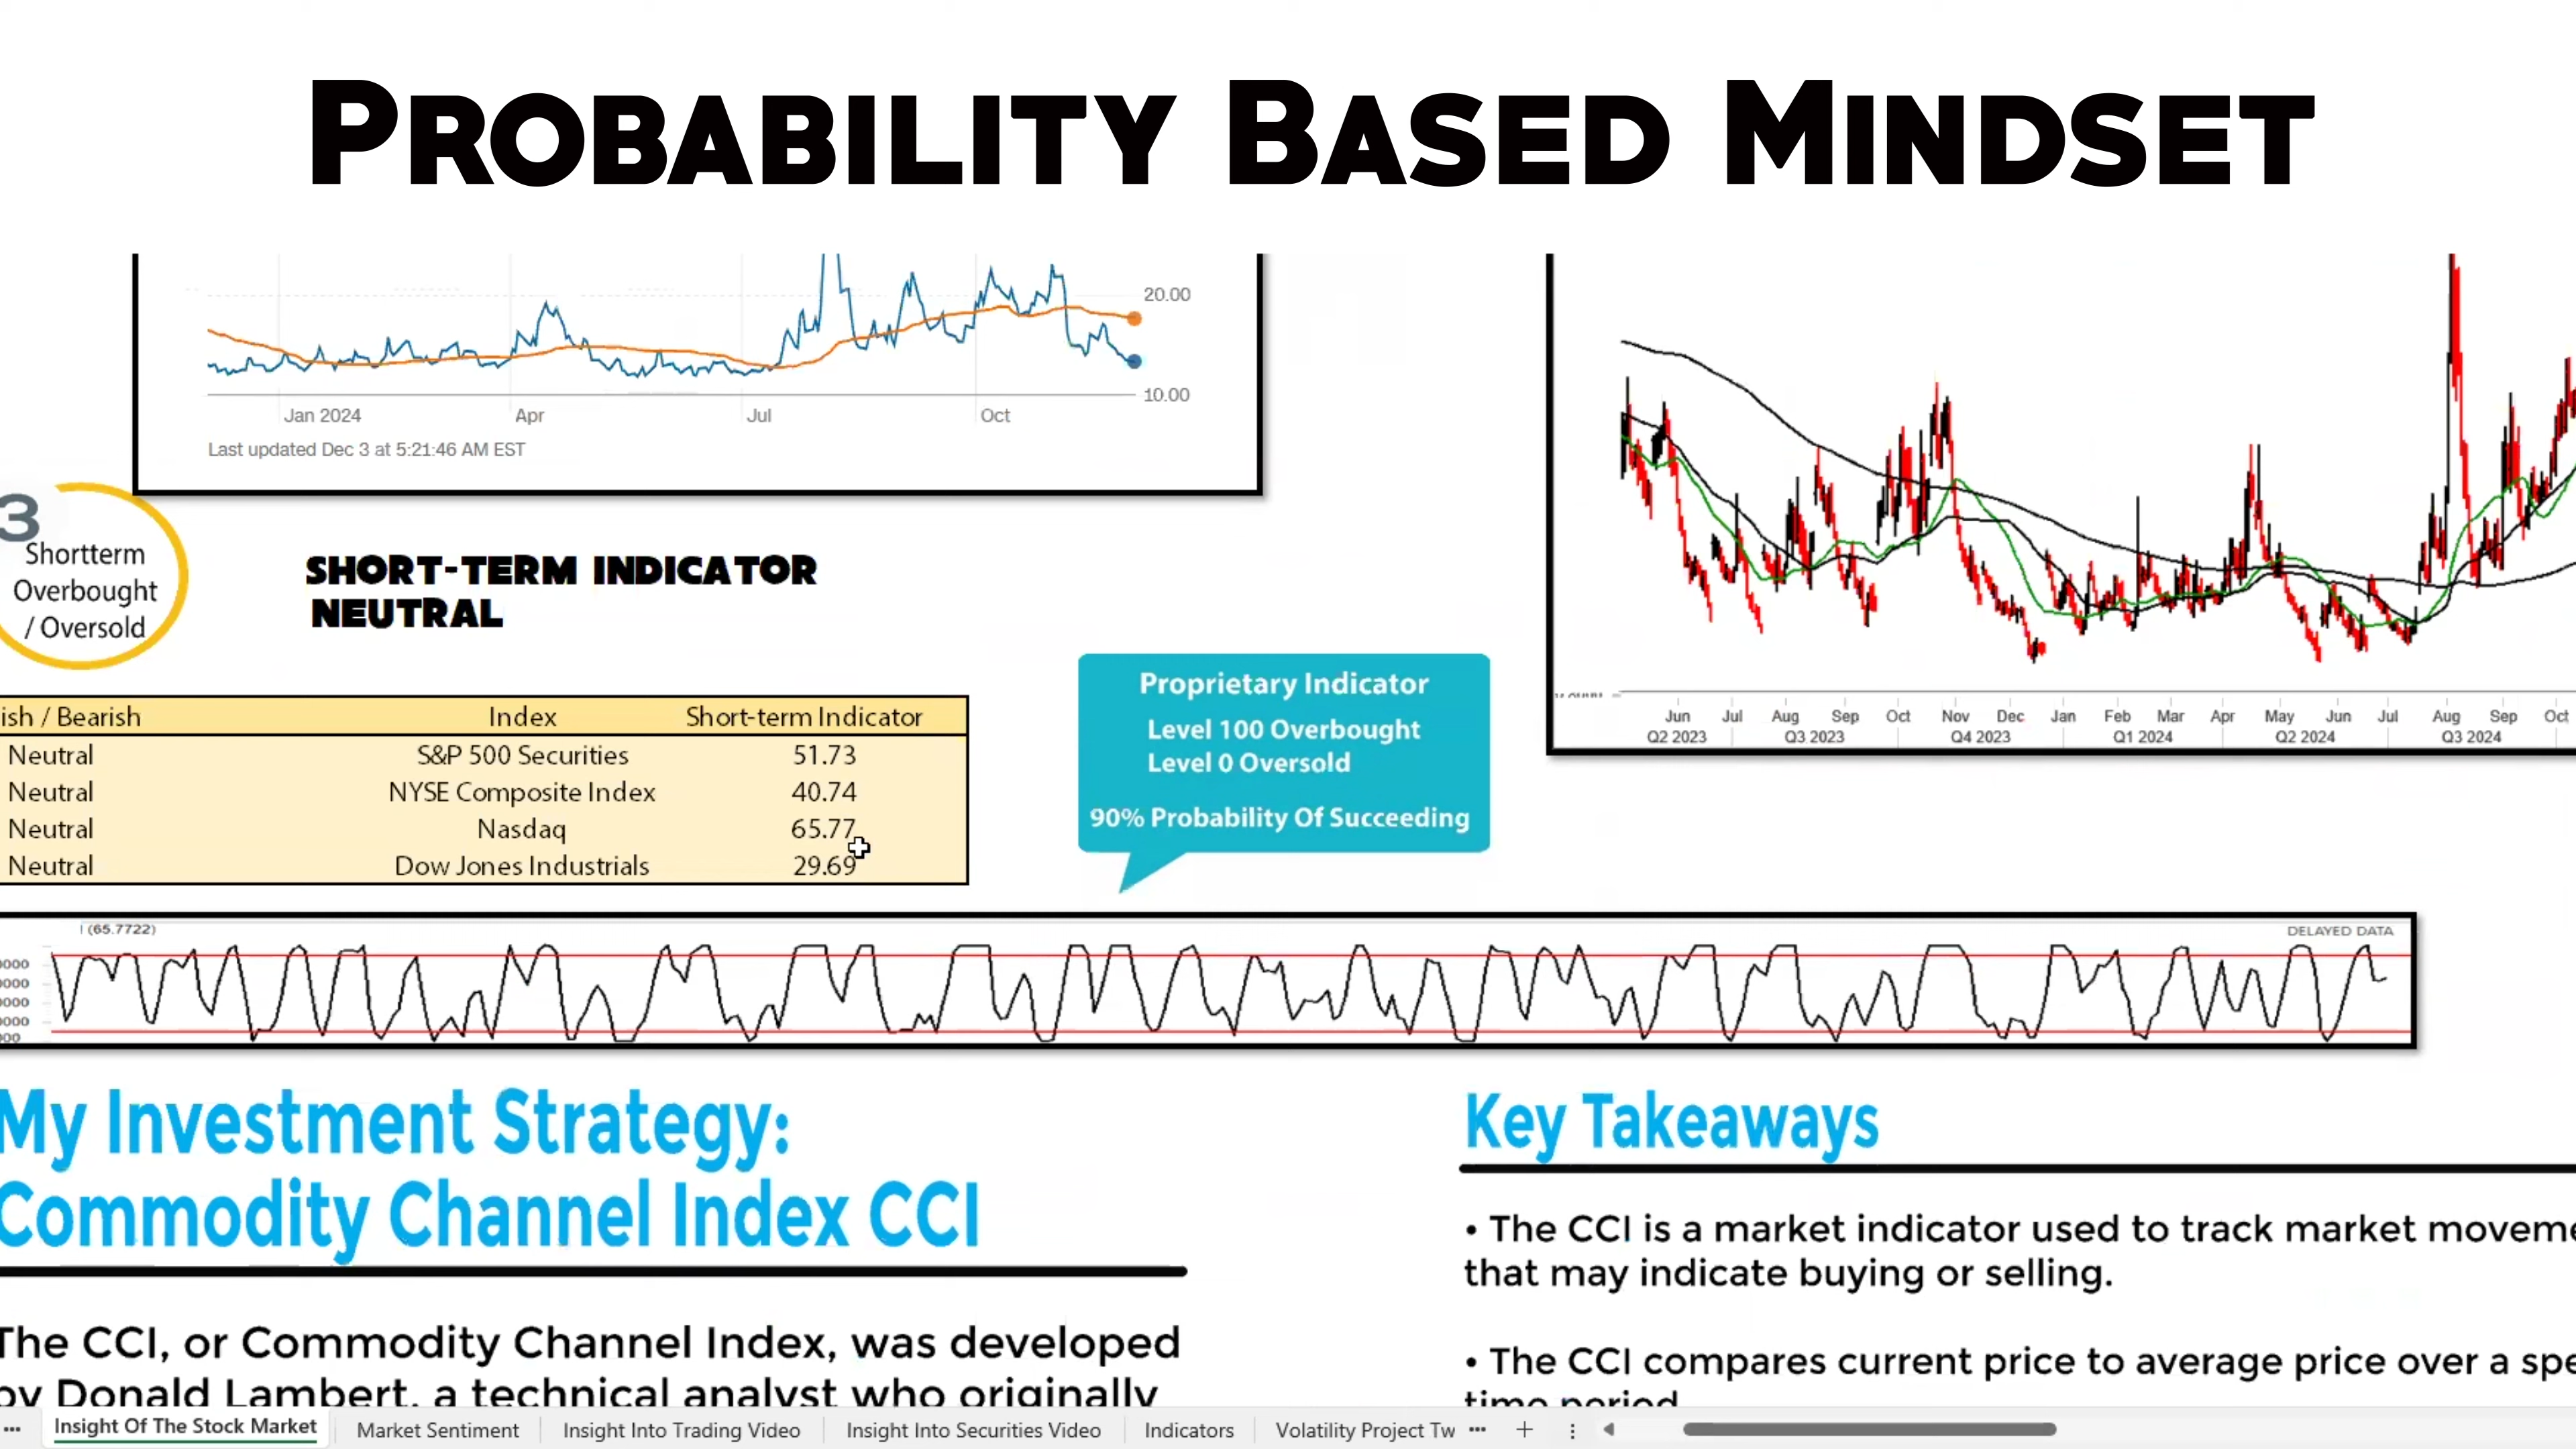 PROBABILITY BASED MINDSET
20.00
10.00
Jan 2024 Apr Jul Oct
Last updated Dec 3 at 5:21:46 AM EST
3
Shortterm
Overbought
/ Oversold
SHORT-TERM INDICATOR
NEUTRAL
ish / Bearish Index Short-term Indicator
Neutral S&P 500 Securities 51.73
Neutral NYSE Composite Index 40.74
Neutral Nasdaq 65.77
Neutral Dow Jones Industrials 29.69
Proprietary Indicator
Level 100 Overbought
Level 0 Oversold
90% Probability Of Succeeding
Jun Jul Aug Sep Oct Nov Dec Jan Feb Mar Apr May Jun Jul Aug Sep Oct
Q2 2023 Q3 2023 Q4 2023 Q1 2024 Q2 2024 Q3 2024
(65.7722)
DELAYED DATA
0000
0000
0000
0000
000
My Investment Strategy:
Commodity Channel Index CCI
The CCI, or Commodity Channel Index, was developed
by Donald Lambert, a technical analyst who originally
Key Takeaways
• The CCI is a market indicator used to track market moveme
that may indicate buying or selling.
• The CCI compares current price to average price over a spe
time period
Insight Of The Stock Market Market Sentiment Insight Into Trading Video Insight Into Securities Video Indicators Volatility Project Tw